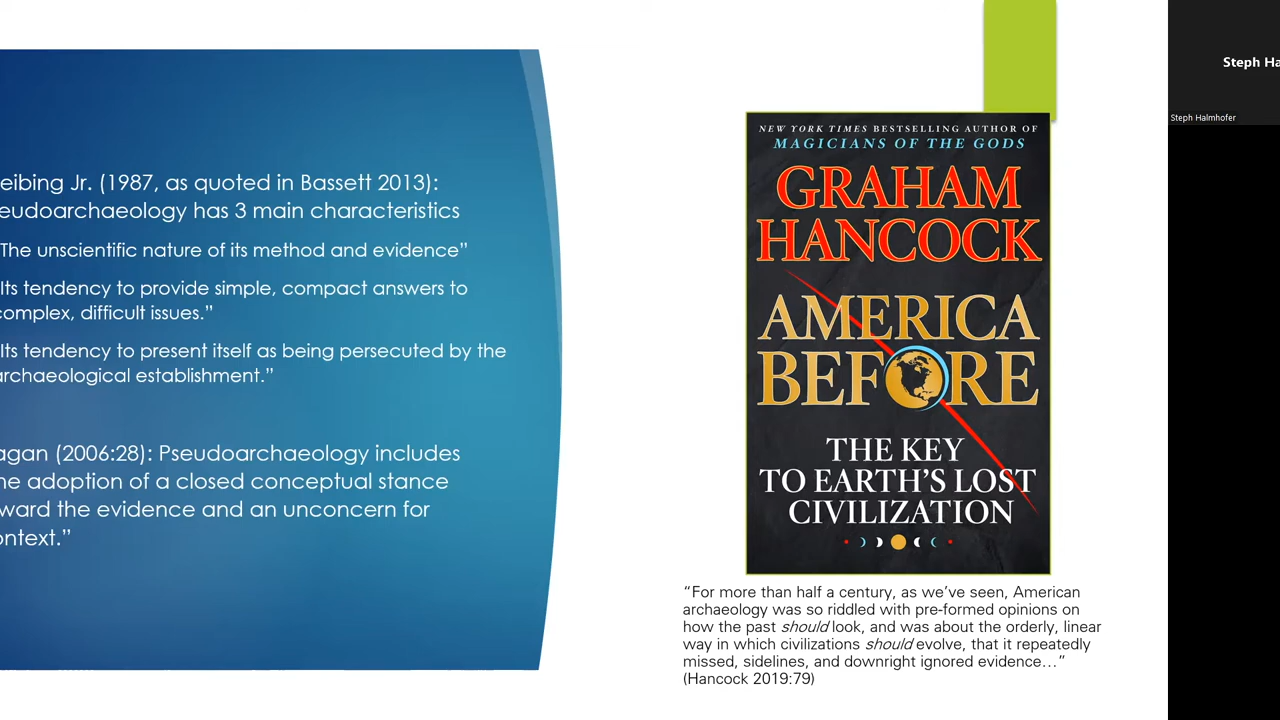 eibing Jr. (1987, as quoted in Bassett 2013):
eudoarchaeology has 3 main characteristics
The unscientific nature of its method and evidence”
Its tendency to provide simple, compact answers to
complex, difficult issues.”
Its tendency to present itself as being persecuted by the
archaeological establishment.”
agan (2006:28): Pseudoarchaeology includes
he adoption of a closed conceptual stance
ward the evidence and an unconcern for
ontext.”
NEW YORK TIMES BESTSELLING AUTHOR OF
MAGICIANS OF THE GODS
GRAHAM
HANCOCK
AMERICA
BEFORE
THE KEY
TO EARTH’S LOST
CIVILIZATION
“For more than half a century, as we’ve seen, American
archaeology was so riddled with pre-formed opinions on
how the past should look, and was about the orderly, linear
way in which civilizations should evolve, that it repeatedly
missed, sidelines, and downright ignored evidence…”
(Hancock 2019:79)
Steph Ha
Steph Halmhofer